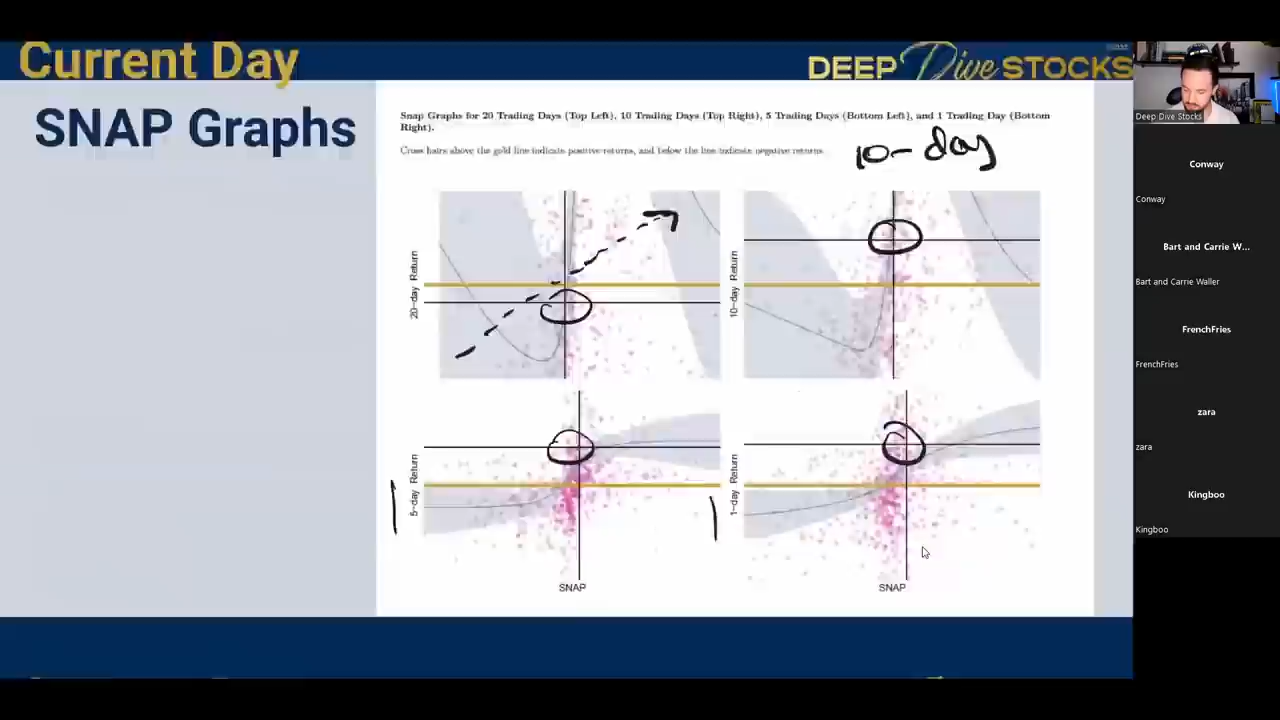 Current Day
DEEP Dive STOCKS
SNAP Graphs
Snap Graphs for 20 Trading Days (Top Left), 10 Trading Days (Top Right), 5 Trading Days (Bottom Left), and 1 Trading Day (Bottom
Right).
Cross hairs above the gold line indicate positive returns, and below the line indicate negative returns.
10-day
20-day Return
10-day Return
5-day Return
1-day Return
SNAP
SNAP
Deep Dive Stocks
Conway
Conway
Bart and Carrie W...
Bart and Carrie Waller
FrenchFries
FrenchFries
zara
zara
Kingboo
Kingboo